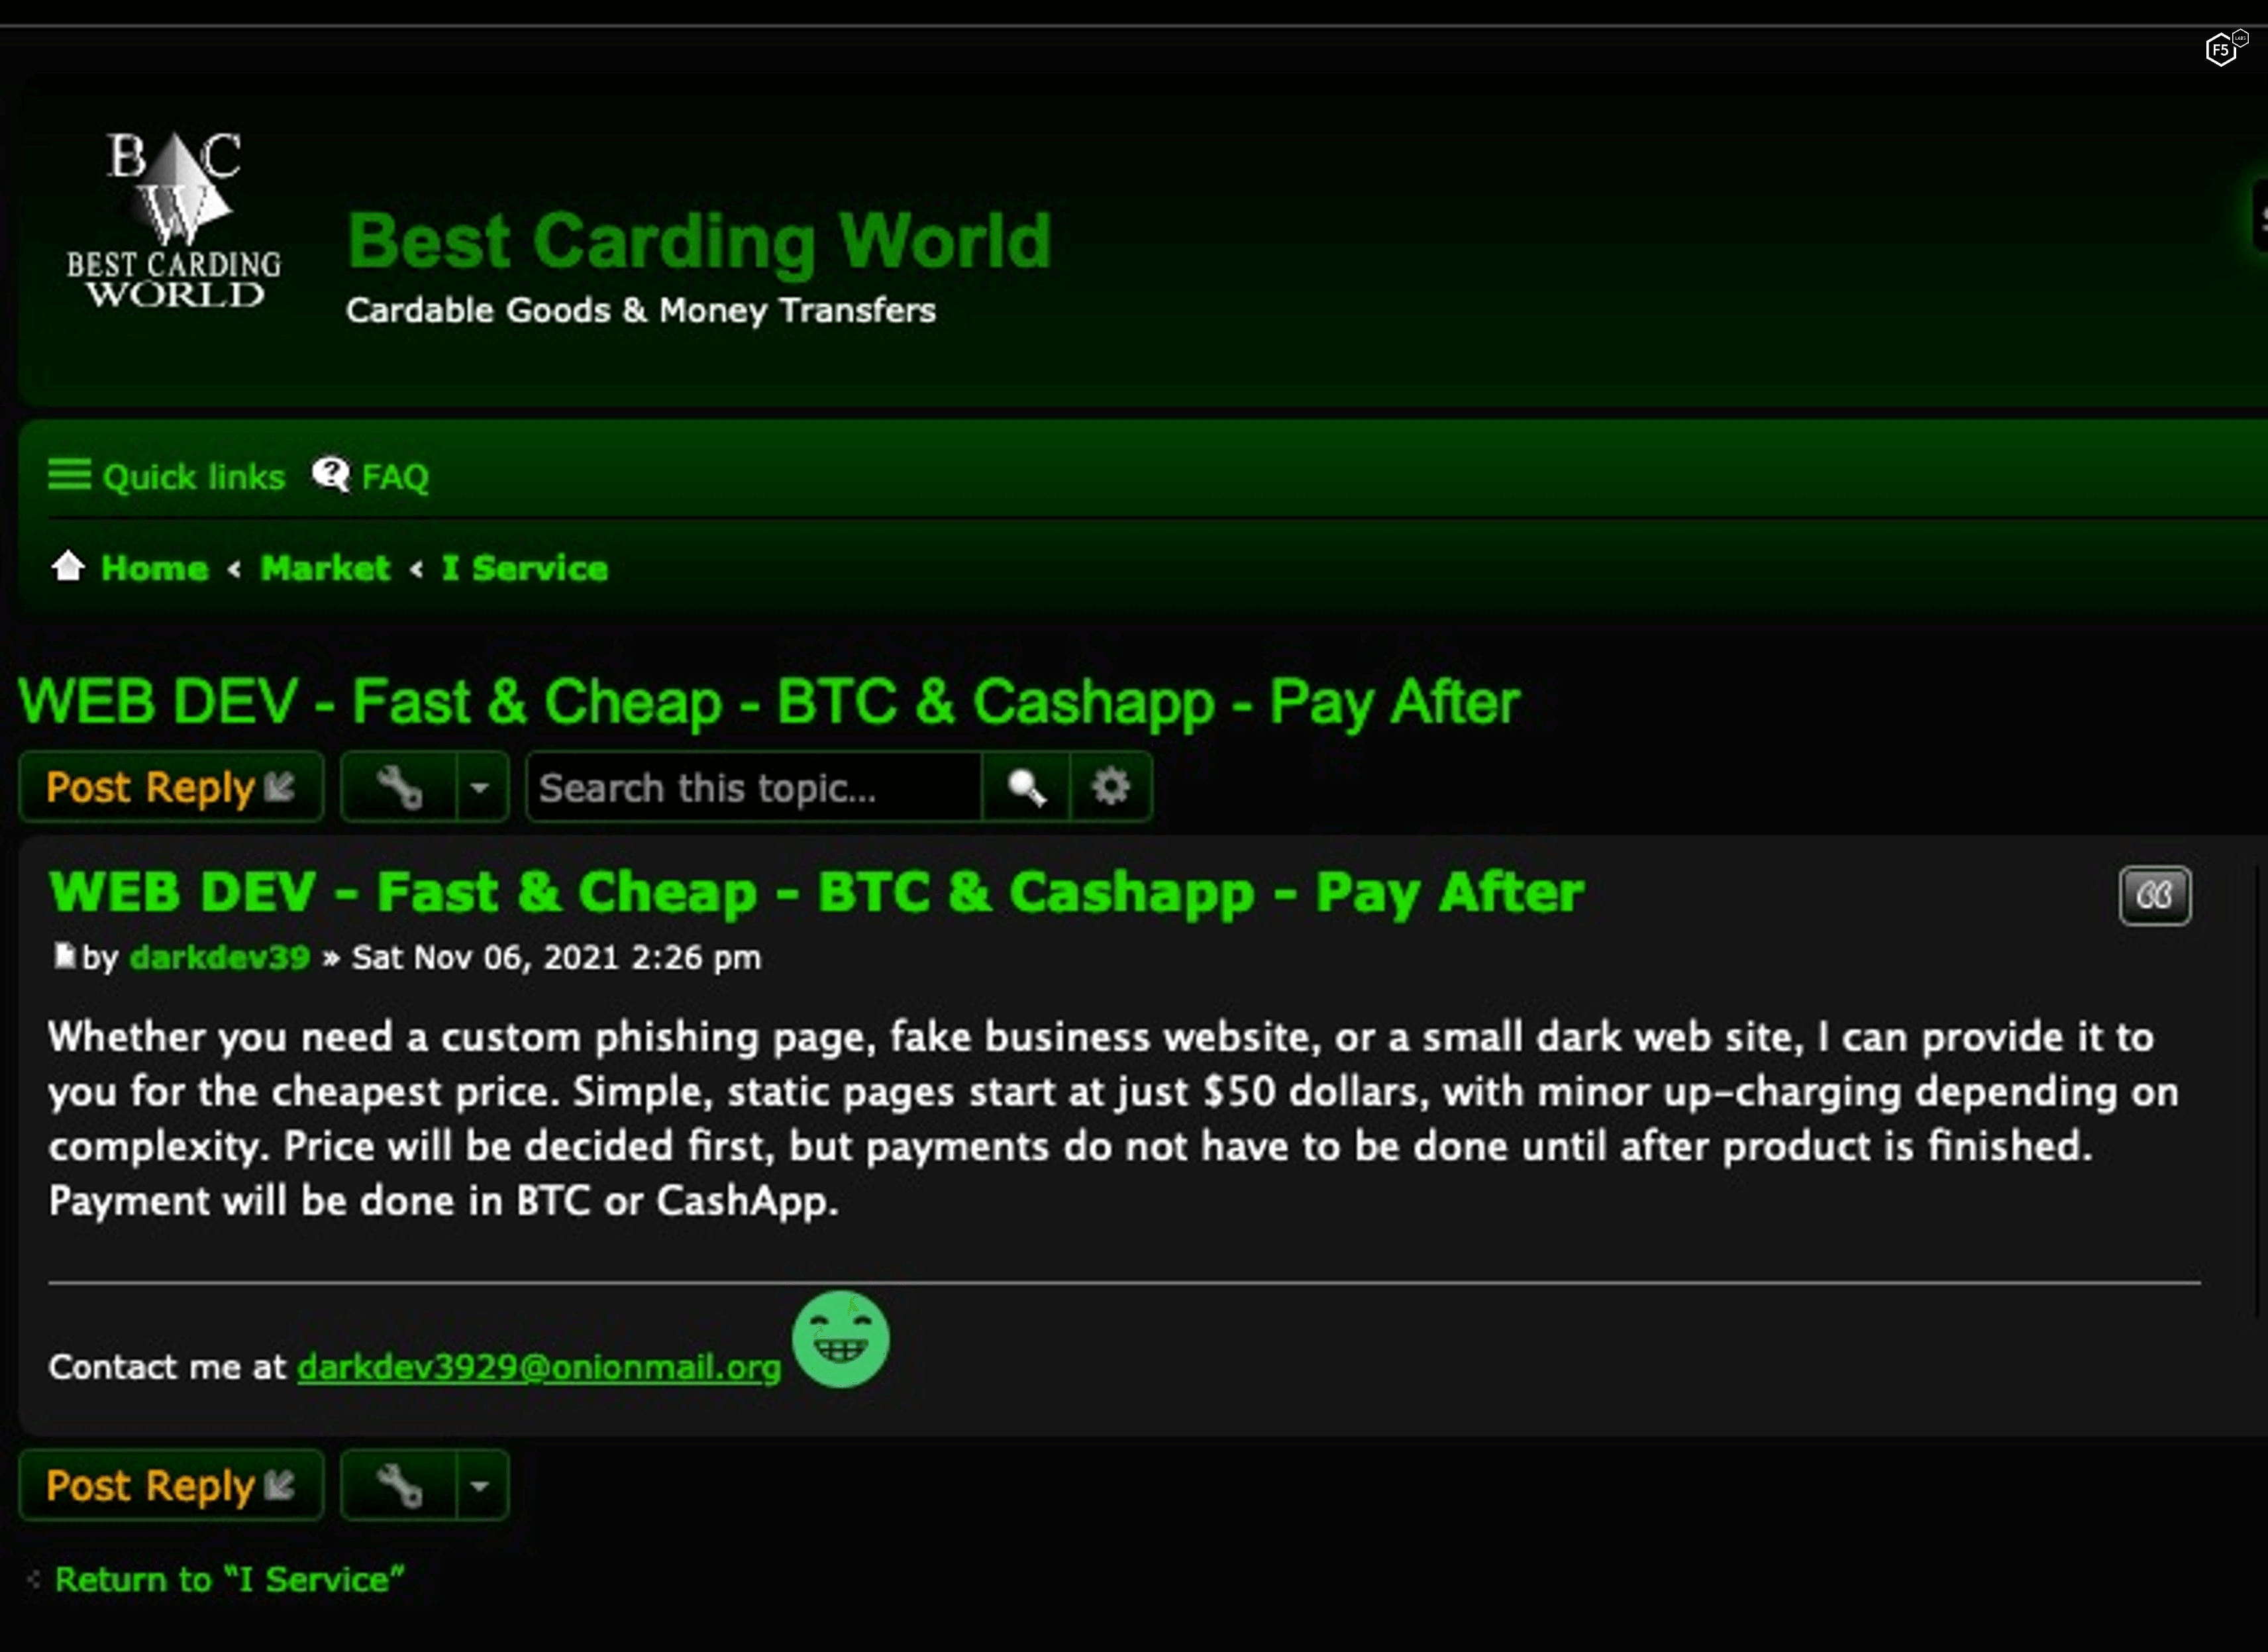 F5 LABS
B C
W
BEST CARDING
WORLD
Best Carding World
Cardable Goods & Money Transfers
Quick links FAQ
Home < Market < I Service
WEB DEV - Fast & Cheap - BTC & Cashapp - Pay After
Post Reply Search this topic...
WEB DEV - Fast & Cheap - BTC & Cashapp - Pay After
by darkdev39 » Sat Nov 06, 2021 2:26 pm
Whether you need a custom phishing page, fake business website, or a small dark web site, I can provide it to
you for the cheapest price. Simple, static pages start at just $50 dollars, with minor up-charging depending on
complexity. Price will be decided first, but payments do not have to be done until after product is finished.
Payment will be done in BTC or CashApp.
Contact me at darkdev3929@onionmail.org
Post Reply
Return to “I Service”